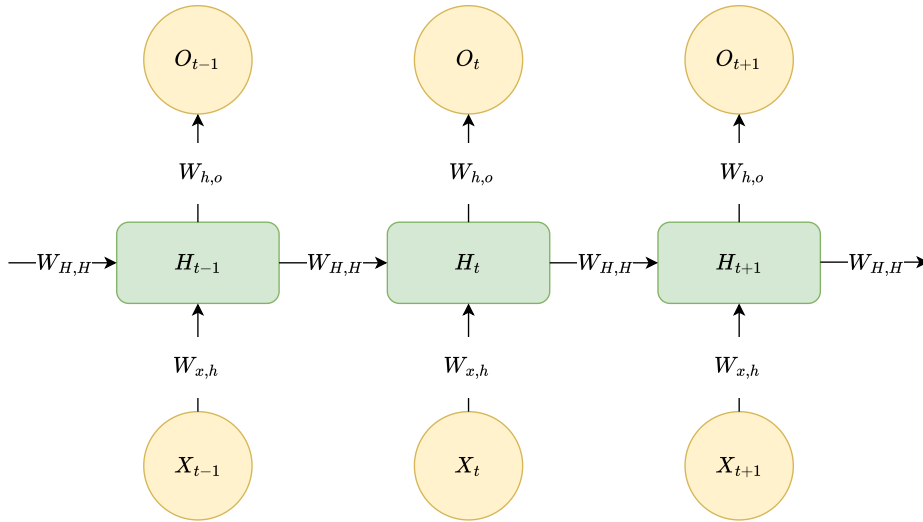 O_{t-1} O_t O_{t+1}
W_{h,o} W_{h,o} W_{h,o}
W_{H,H} H_{t-1} W_{H,H} H_t W_{H,H} H_{t+1} W_{H,H}
W_{x,h} W_{x,h} W_{x,h}
X_{t-1} X_t X_{t+1}